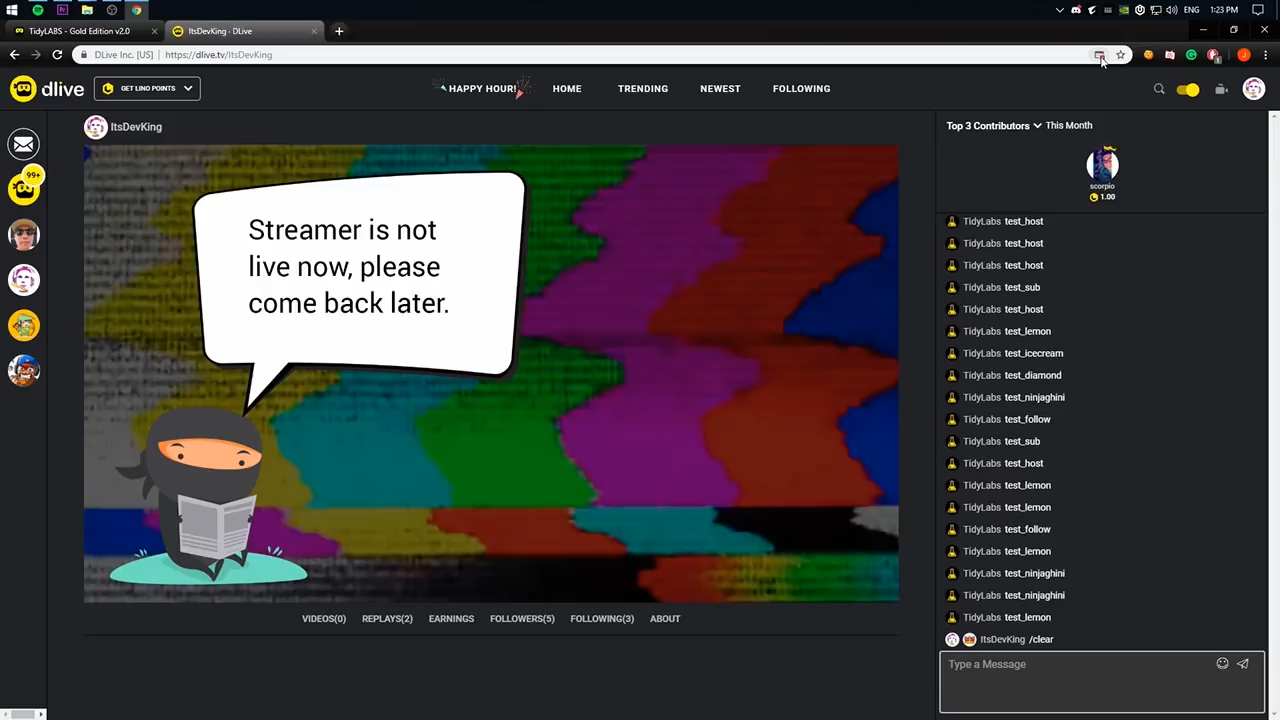 ENG 1:23 PM
TidyLABS - Gold Edition v2.0
ItsDevKing · DLive
DLive Inc. [US] | https://dlive.tv/ItsDevKing
dlive
GET LINO POINTS
HAPPY HOUR!
HOME
TRENDING
NEWEST
FOLLOWING
99+
ItsDevKing
Streamer is not
live now, please
come back later.
VIDEOS(0)
REPLAYS(2)
EARNINGS
FOLLOWERS(5)
FOLLOWING(3)
ABOUT
Top 3 Contributors This Month
scorpio
1.00
TidyLabs test_host
TidyLabs test_host
TidyLabs test_host
TidyLabs test_sub
TidyLabs test_host
TidyLabs test_lemon
TidyLabs test_icecream
TidyLabs test_diamond
TidyLabs test_ninjaghini
TidyLabs test_follow
TidyLabs test_sub
TidyLabs test_host
TidyLabs test_lemon
TidyLabs test_lemon
TidyLabs test_follow
TidyLabs test_lemon
TidyLabs test_ninjaghini
TidyLabs test_ninjaghini
TidyLabs test_lemon
ItsDevKing /clear
Type a Message